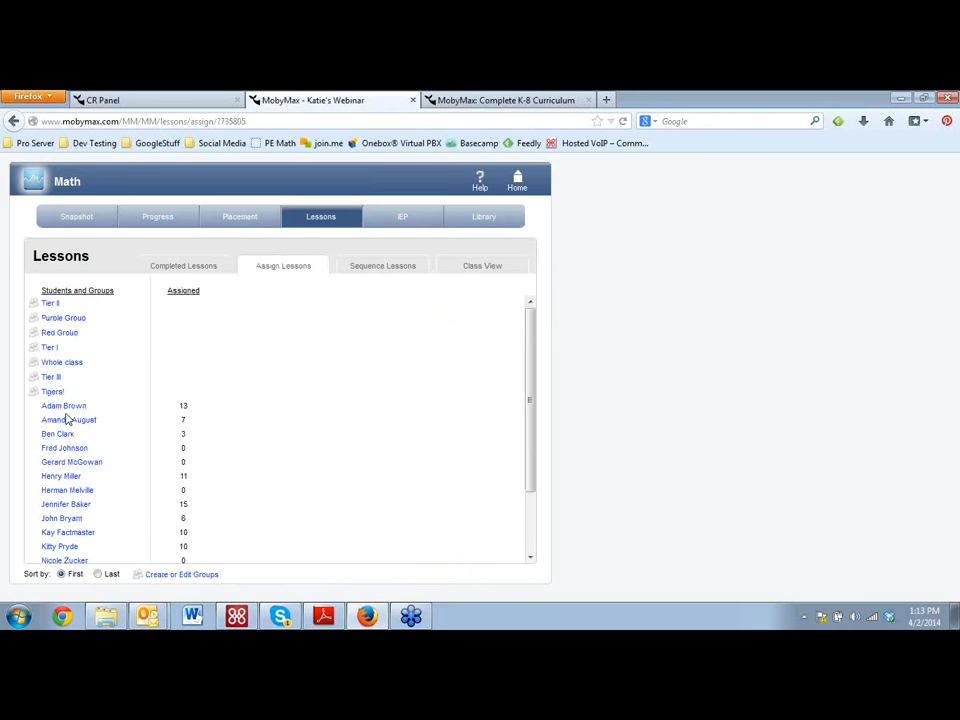 Firefox
CR Panel
MobyMax - Katie's Webinar
MobyMax: Complete K-8 Curriculum
www.mobymax.com/MM/MM/lessons/assign/7735805
Google
Pro Server
Dev Testing
GoogleStuff
Social Media
PE Math
join.me
Onebox® Virtual PBX
Basecamp
Feedly
Hosted VoIP – Comm...
Math
Help
Home
Snapshot
Progress
Placement
Lessons
IEP
Library
Lessons
Completed Lessons
Assign Lessons
Sequence Lessons
Class View
Students and Groups
Assigned
Tier II
Purple Group
Red Group
Tier I
Whole class
Tier III
Tigers!
Adam Brown 13
August 7
Ben Clark 3
Fred Johnson 0
Gerard McGowan 0
Henry Miller 11
Herman Melville 0
Jennifer Baker 15
John Bryant 6
Kay Factmaster 10
Kitty Pryde 10
Nicole Zucker 0
Sort by: First Last Create or Edit Groups
1:13 PM
4/2/2014